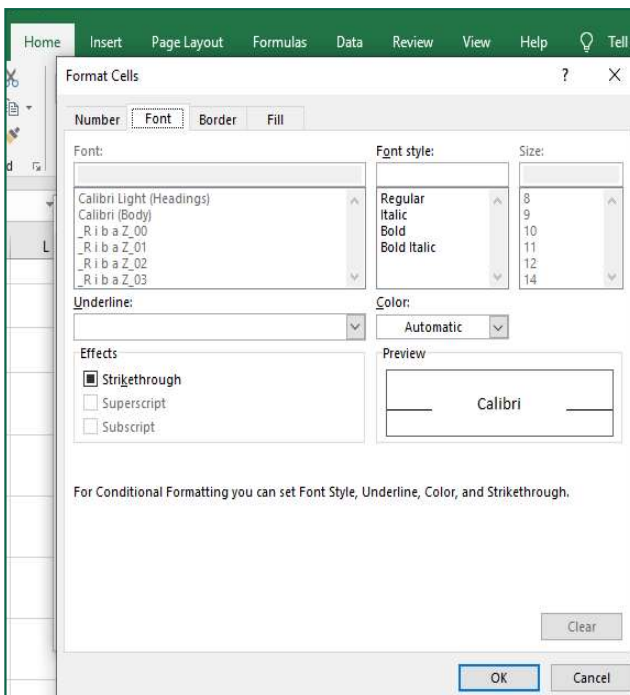 Home Insert Page Layout Formulas Data Review View Help Tell
Format Cells ? X
Number Font Border Fill
d
Font: Font style: Size:
Calibri Light (Headings) Regular 8
Calibri (Body) Italic 9
_R i b a Z_00 Bold 10
_R i b a Z_01 Bold Italic 11
_R i b a Z_02 12
_R i b a Z_03 14
L
Underline: Color:
Automatic
Effects Preview
Strikethrough
Superscript Calibri
Subscript
For Conditional Formatting you can set Font Style, Underline, Color, and Strikethrough.
Clear
OK Cancel